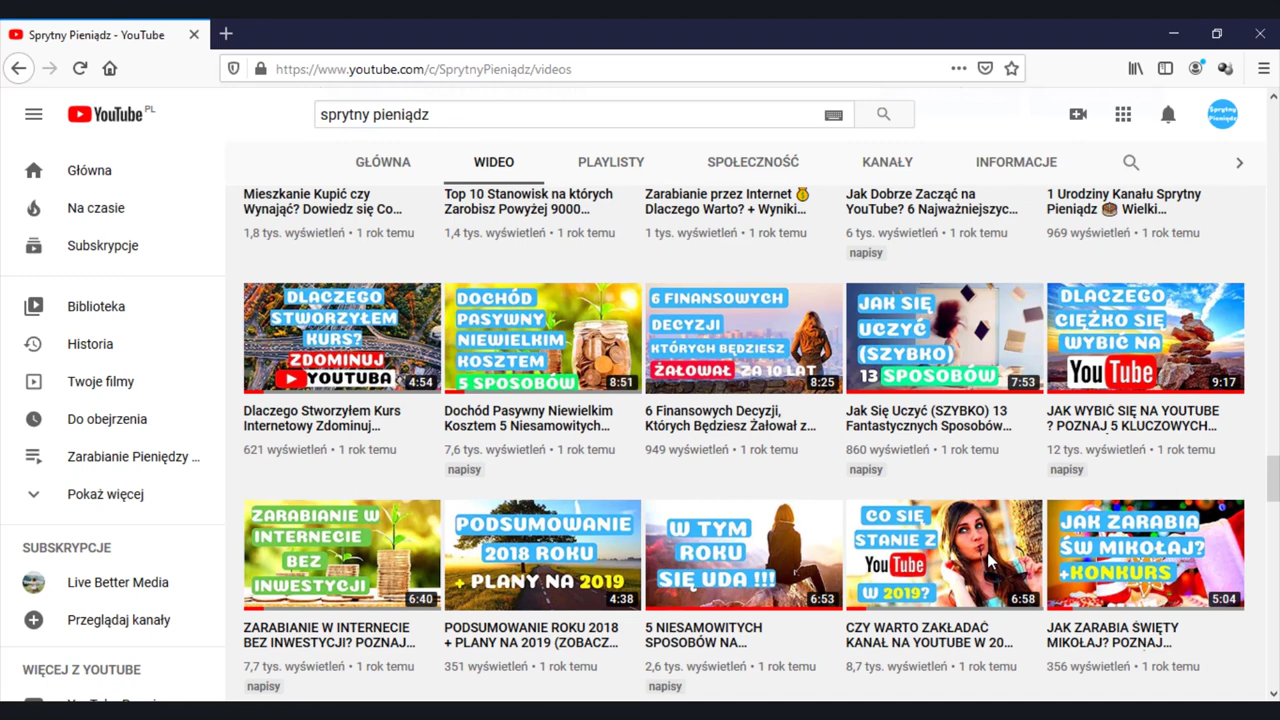 Sprytny Pieniądz - YouTube
https://www.youtube.com/c/SprytnyPieniądz/videos
YouTube PL
sprytny pieniądz
Sprytny Pieniądz
GŁÓWNA WIDEO PLAYLISTY SPOŁECZNOŚĆ KANAŁY INFORMACJE
Główna
Na czasie
Subskrypcje
Biblioteka
Historia
Twoje filmy
Do obejrzenia
Zarabianie Pieniędzy ...
Pokaż więcej
SUBSKRYPCJE
Live Better Media
Przeglądaj kanały
WIĘCEJ Z YOUTUBE
Mieszkanie Kupić czy
Wynająć? Dowiedz się Co...
1,8 tys. wyświetleń • 1 rok temu
Top 10 Stanowisk na których
Zarobisz Powyżej 9000...
1,4 tys. wyświetleń • 1 rok temu
Zarabianie przez Internet 💰
Dlaczego Warto? + Wyniki...
1 tys. wyświetleń • 1 rok temu
Jak Dobrze Zacząć na
YouTube? 6 Najważniejszyc...
6 tys. wyświetleń • 1 rok temu
napisy
1 Urodziny Kanału Sprytny
Pieniądz 🎂 Wielki...
969 wyświetleń • 1 rok temu
DLACZEGO
STWORZYŁEM
KURS?
ZDOMINUJ
YOUTUBA
4:54
Dlaczego Stworzyłem Kurs
Internetowy Zdominuj...
621 wyświetleń • 1 rok temu
DOCHÓD
PASYWNY
NIEWIELKIM
KOSZTEM
5 SPOSOBÓW
8:51
Dochód Pasywny Niewielkim
Kosztem 5 Niesamowitych...
7,6 tys. wyświetleń • 1 rok temu
napisy
6 FINANSOWYCH
DECYZJI
KTÓRYCH BĘDZIESZ
ŻAŁOWAŁ ZA 10 LAT
8:25
6 Finansowych Decyzji,
Których Będziesz Żałował z...
949 wyświetleń • 1 rok temu
JAK SIĘ
UCZYĆ
(SZYBKO)
13 SPOSOBÓW
7:53
Jak Się Uczyć (SZYBKO) 13
Fantastycznych Sposobów...
860 wyświetleń • 1 rok temu
napisy
DLACZEGO
CIĘŻKO SIĘ
WYBIĆ NA
YouTube
9:17
JAK WYBIĆ SIĘ NA YOUTUBE
? POZNAJ 5 KLUCZOWYCH...
12 tys. wyświetleń • 1 rok temu
napisy
ZARABIANIE W
INTERNECIE
BEZ
INWESTYCJI
6:40
ZARABIANIE W INTERNECIE
BEZ INWESTYCJI? POZNAJ...
7,7 tys. wyświetleń • 1 rok temu
napisy
PODSUMOWANIE
2018 ROKU
+ PLANY NA 2019
4:38
PODSUMOWANIE ROKU 2018
+ PLANY NA 2019 (ZOBACZ...
351 wyświetleń • 1 rok temu
W TYM
ROKU
SIĘ UDA !!!
6:53
5 NIESAMOWITYCH
SPOSOBÓW NA...
2,6 tys. wyświetleń • 1 rok temu
napisy
CO SIĘ
STANIE Z
YouTube
W 2019?
6:58
CZY WARTO ZAKŁADAĆ
KANAŁ NA YOUTUBE W 20...
8,7 tys. wyświetleń • 1 rok temu
JAK ZARABIA
ŚW MIKOŁAJ?
+KONKURS
5:04
JAK ZARABIA ŚWIĘTY
MIKOŁAJ? POZNAJ...
356 wyświetleń • 1 rok temu